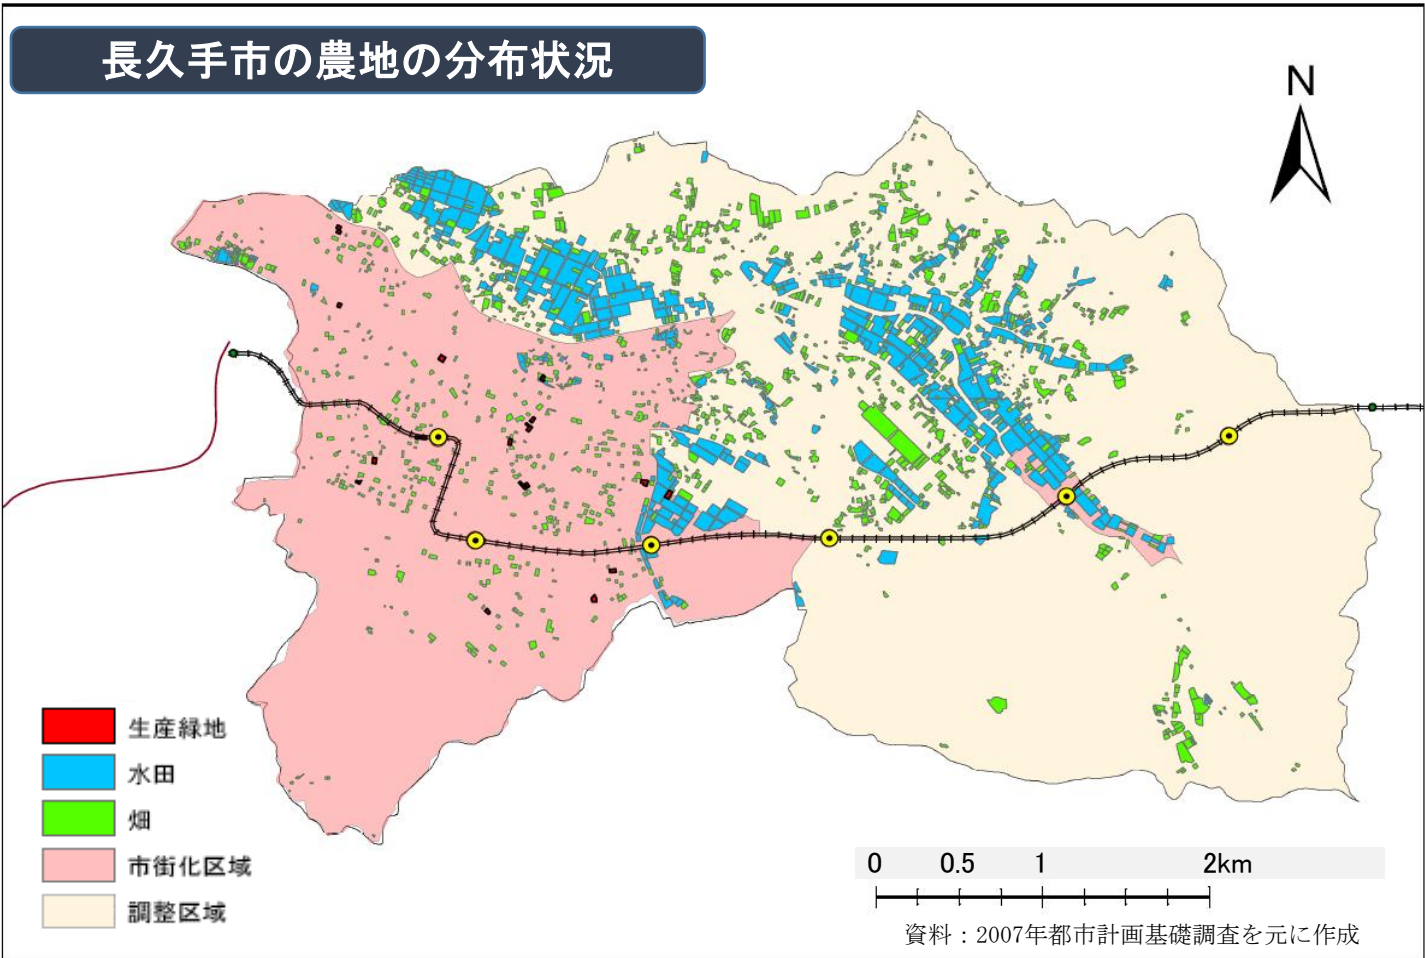 長久手市の農地の分布状況
N
生産緑地
水田
畑
市街化区域
調整区域
0 0.5 1 2km
資料：2007年都市計画基礎調査を元に作成